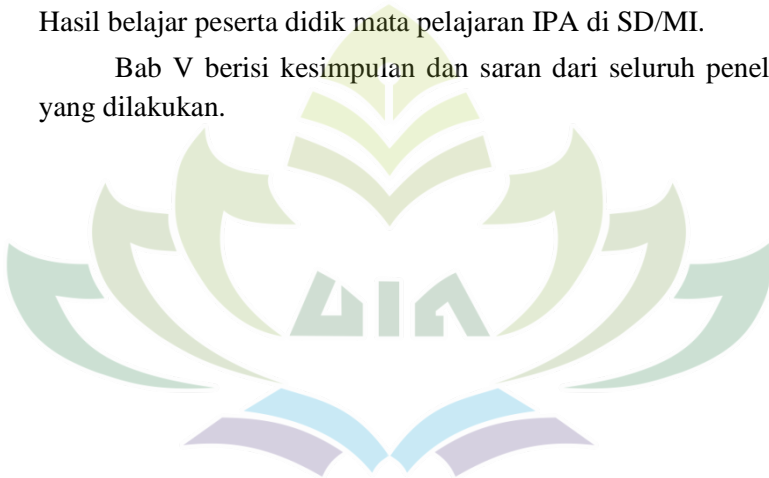 Hasil belajar peserta didik mata pelajaran IPA di SD/MI.
Bab V berisi kesimpulan dan saran dari seluruh penel
yang dilakukan.
UIN